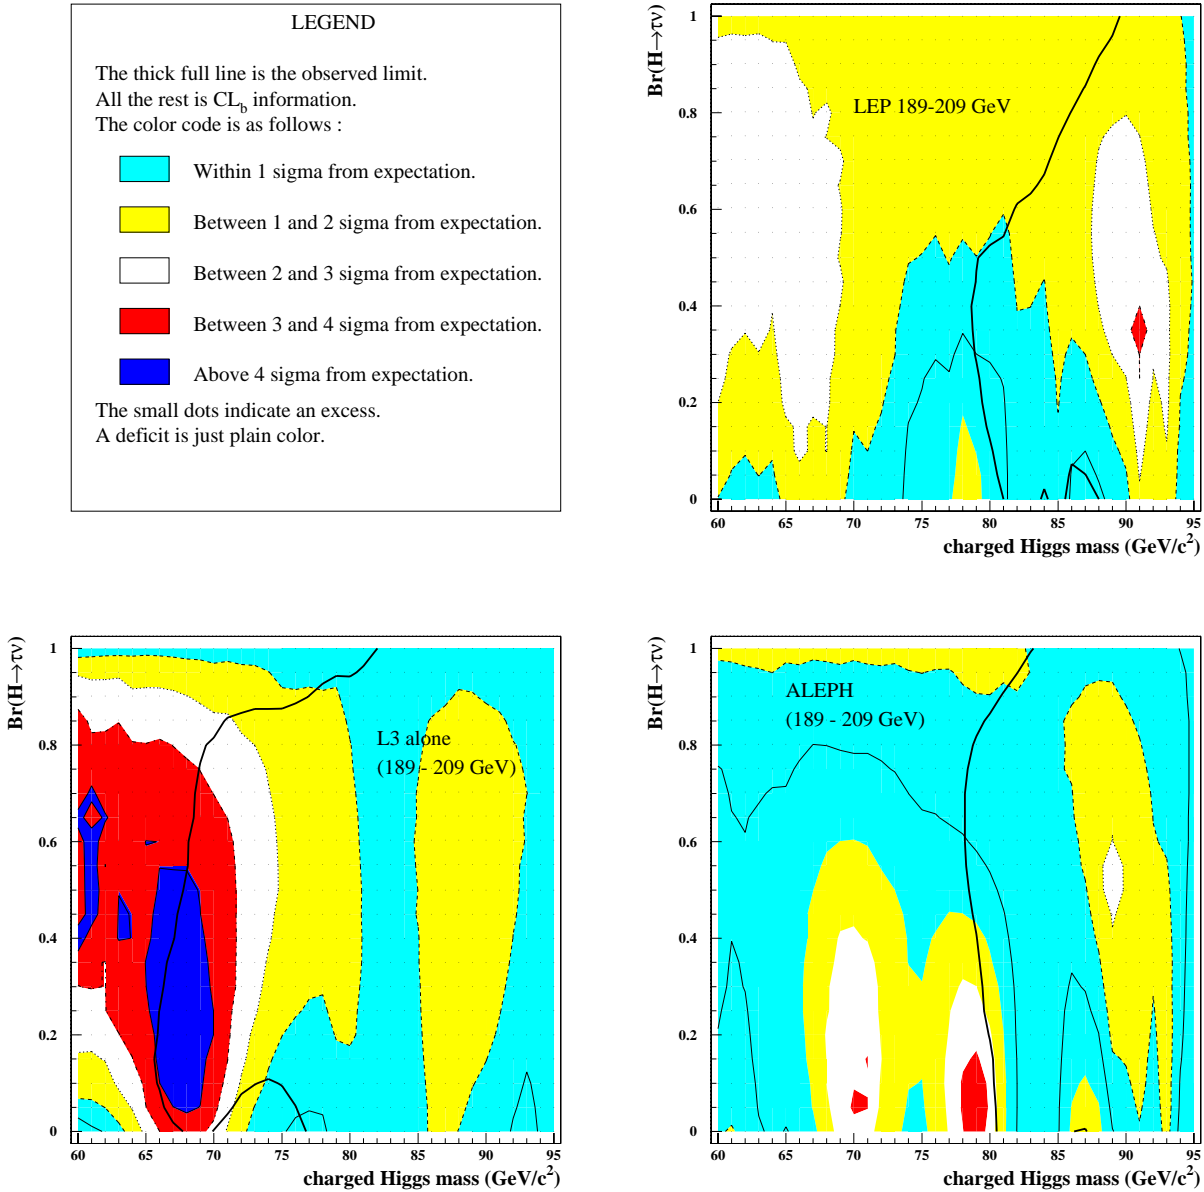 LEGEND
The thick full line is the observed limit.
All the rest is CL_b information.
The color code is as follows :
Within 1 sigma from expectation.
Between 1 and 2 sigma from expectation.
Between 2 and 3 sigma from expectation.
Between 3 and 4 sigma from expectation.
Above 4 sigma from expectation.
The small dots indicate an excess.
A deficit is just plain color.
Br(H→τν)
1
0.8
0.6
0.4
0.2
0
LEP 189-209 GeV
60 65 70 75 80 85 90 95
charged Higgs mass (GeV/c²)
Br(H→τν)
1
0.8
0.6
0.4
0.2
0
L3 alone
(189 - 209 GeV)
60 65 70 75 80 85 90 95
charged Higgs mass (GeV/c²)
Br(H→τν)
1
0.8
0.6
0.4
0.2
0
ALEPH
(189 - 209 GeV)
60 65 70 75 80 85 90 95
charged Higgs mass (GeV/c²)